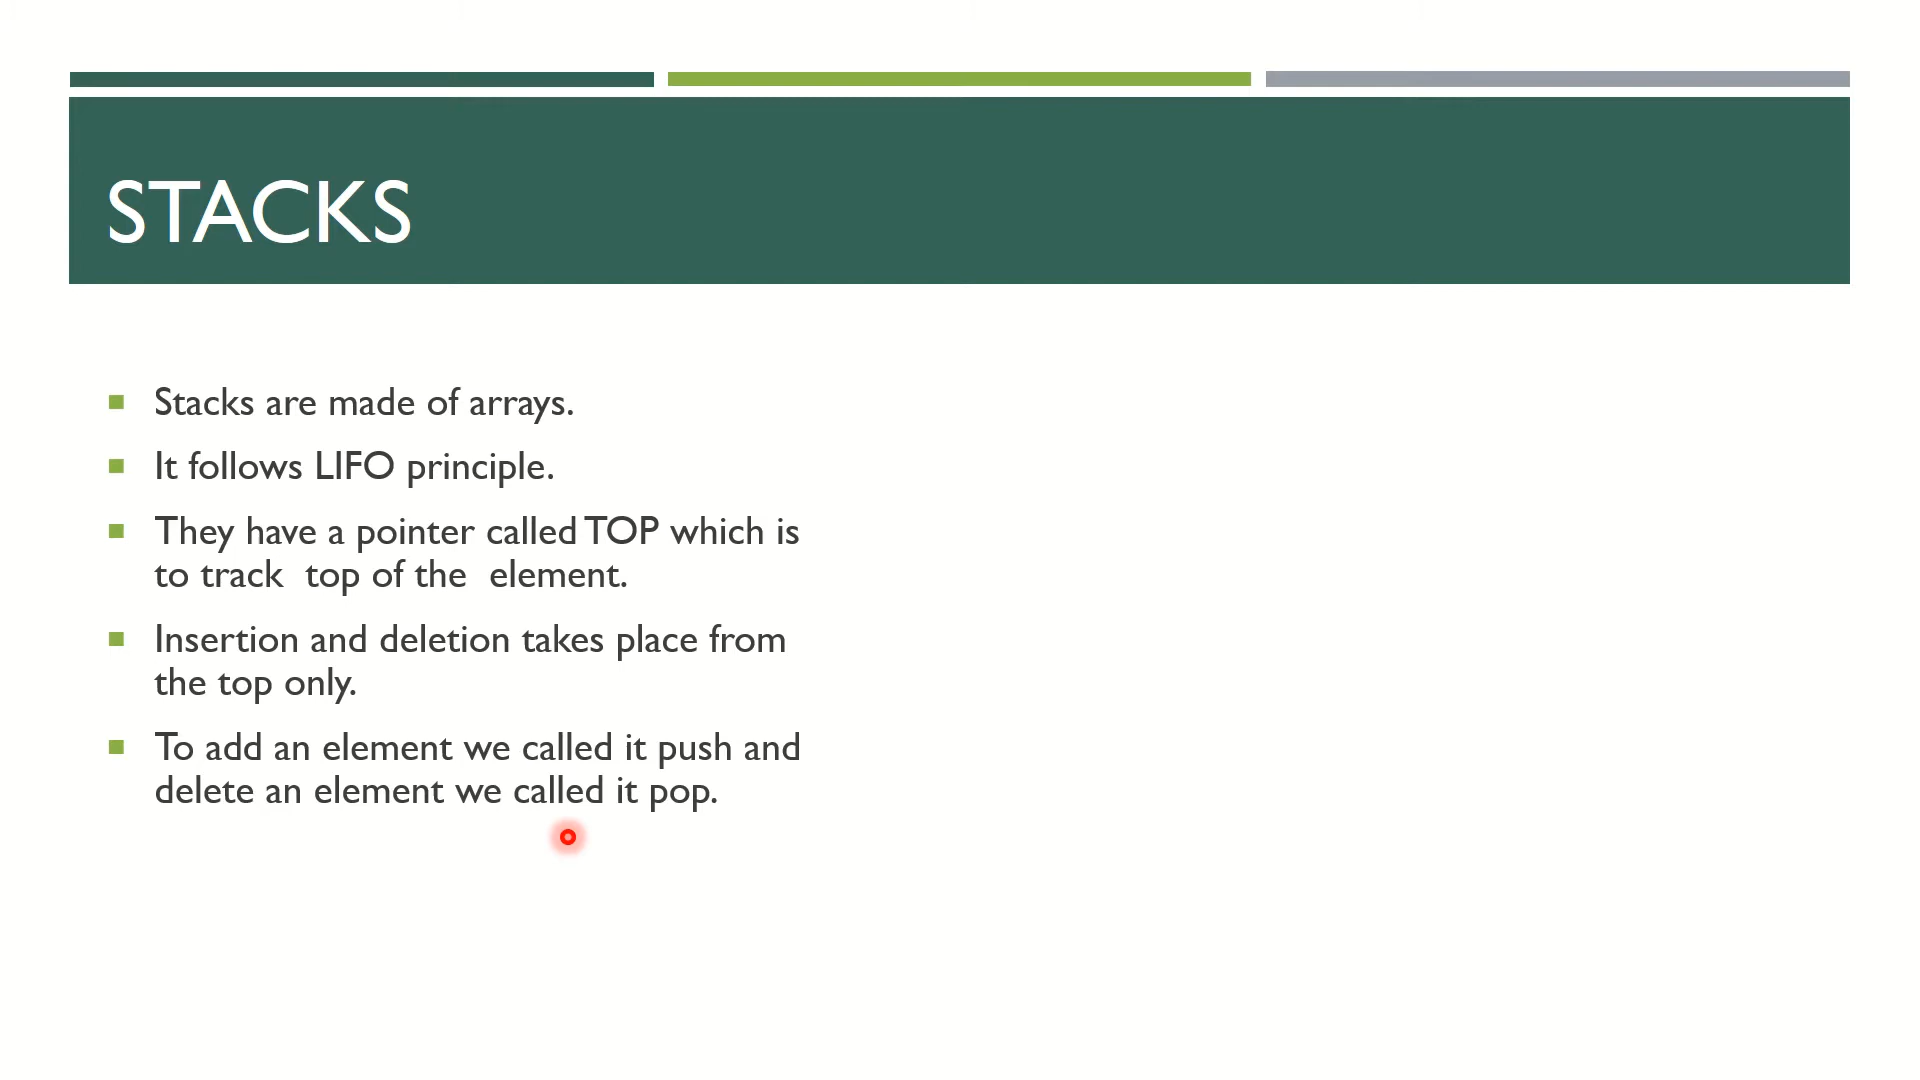 STACKS
Stacks are made of arrays.
It follows LIFO principle.
They have a pointer called TOP which is
to track  top of the  element.
Insertion and deletion takes place from
the top only.
To add an element we called it push and
delete an element we called it pop.